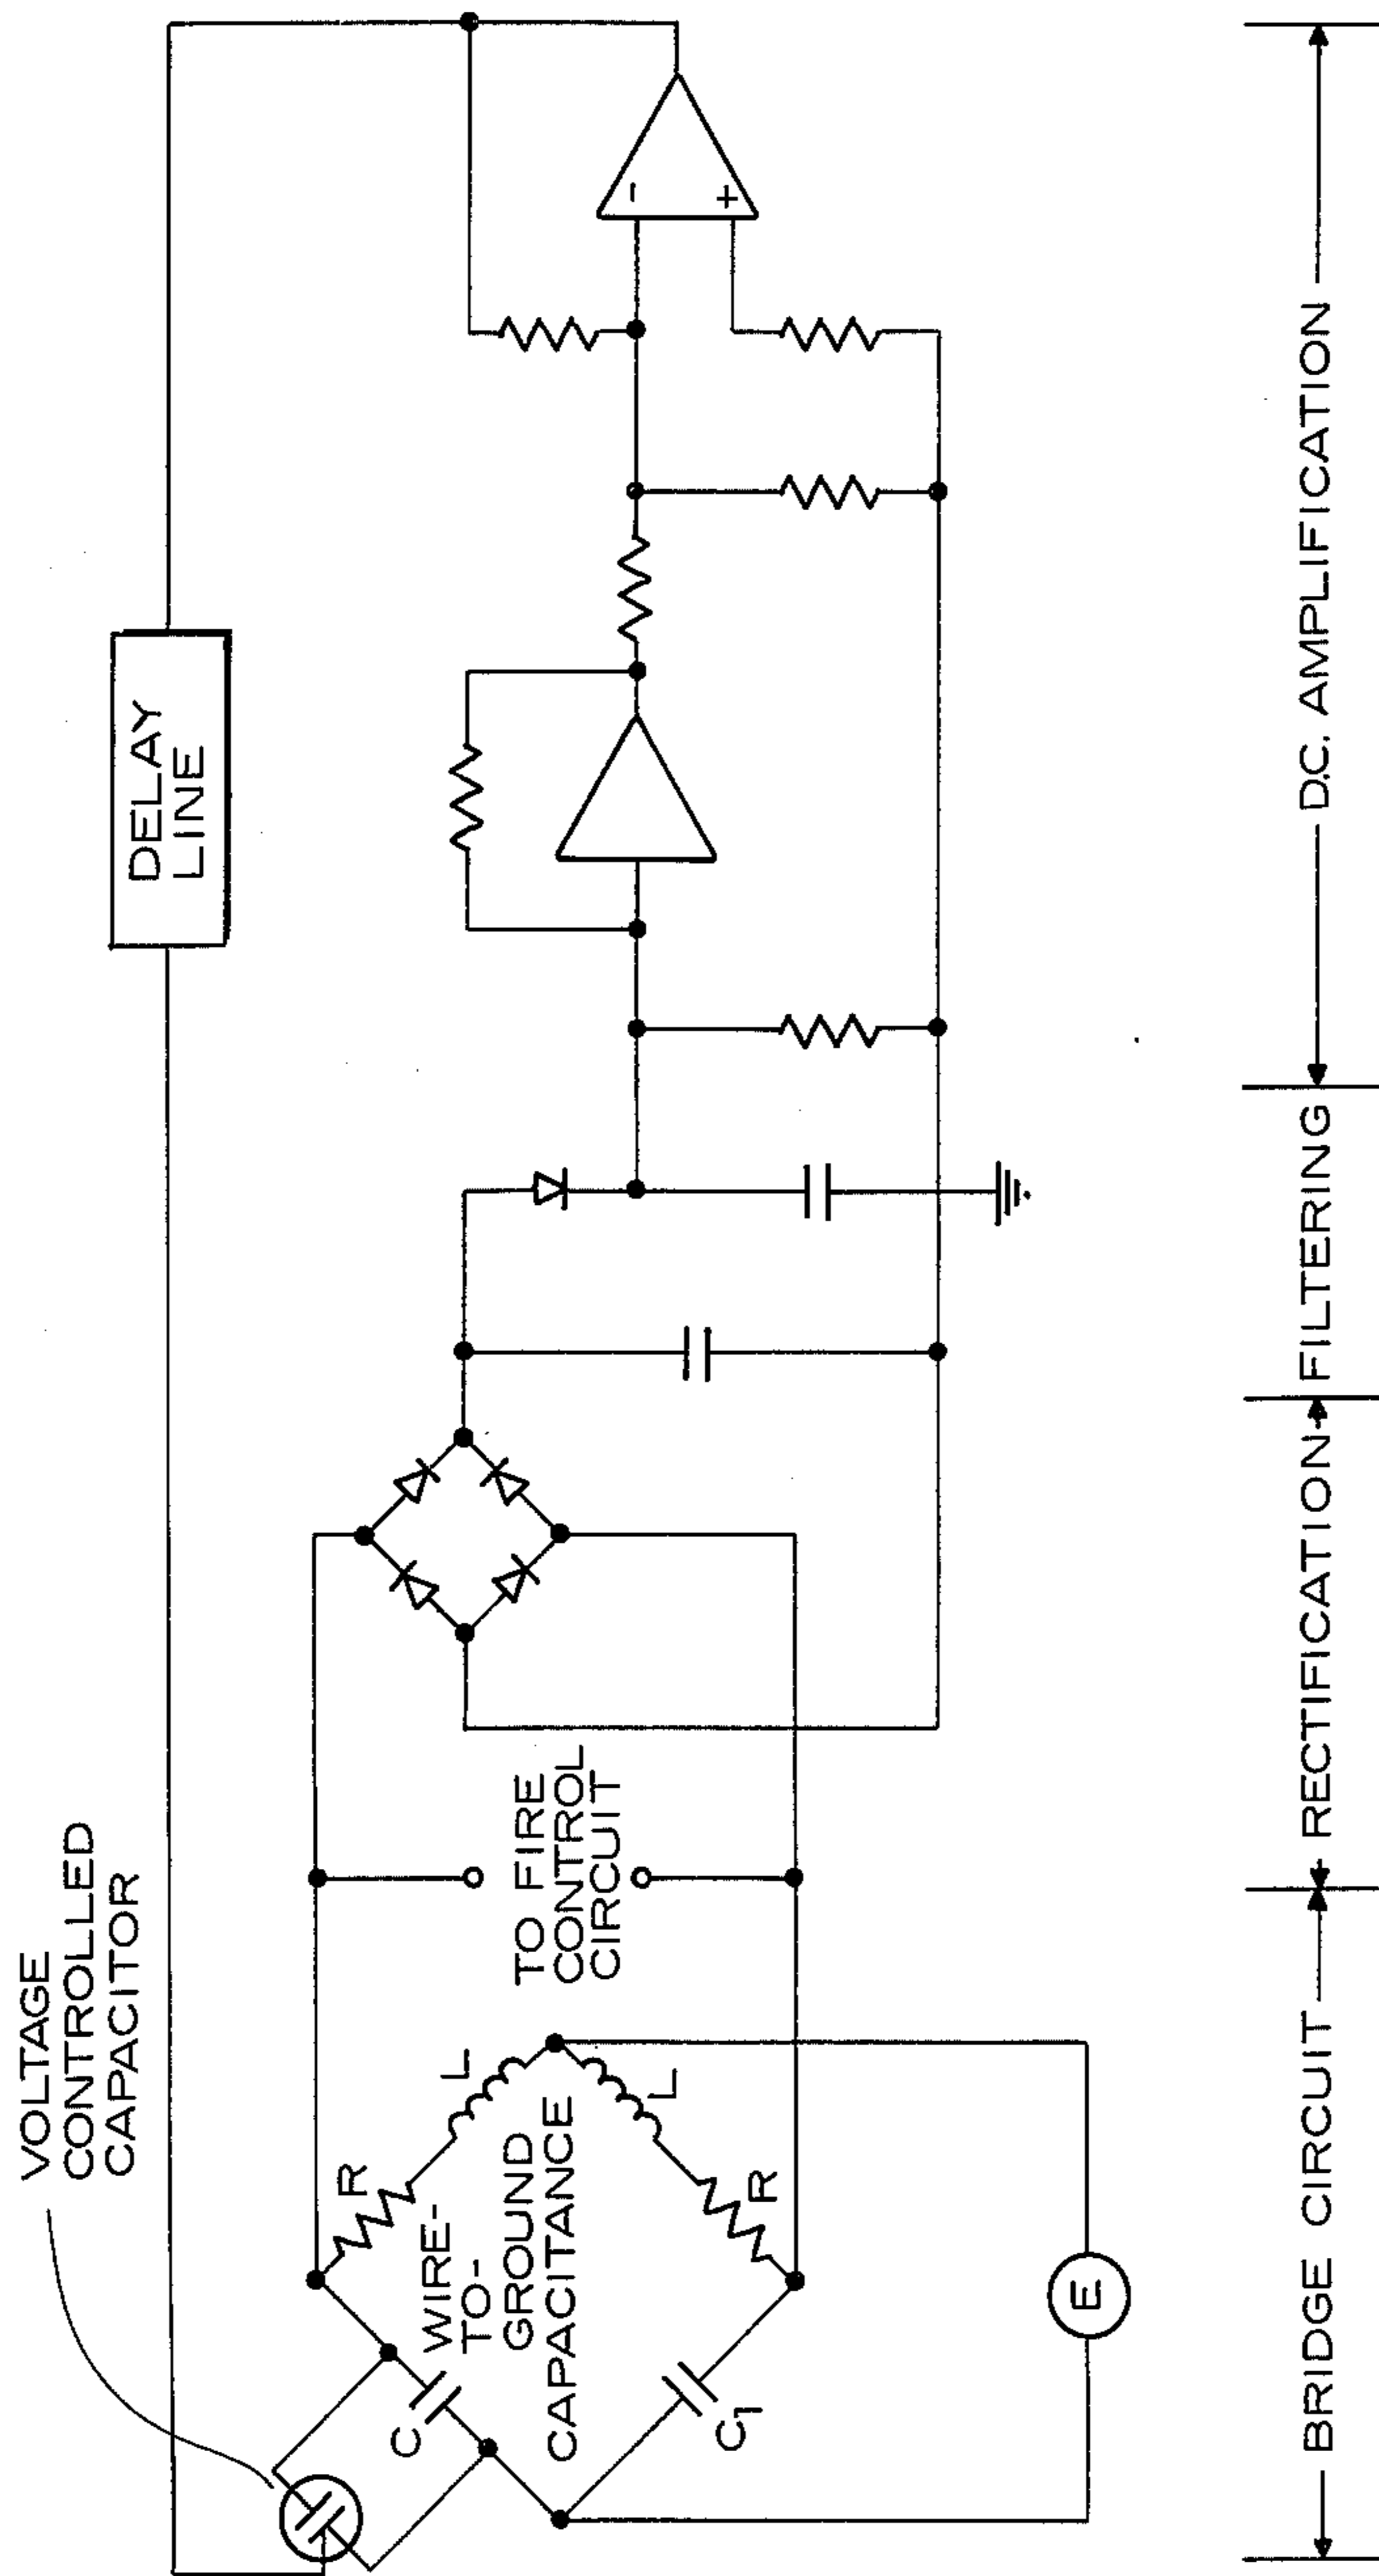 VOLTAGE
CONTROLLED
CAPACITOR
DELAY
LINE
C
R
L
WIRE-
TO-
GROUND
CAPACITANCE
C1
R
L
E
TO FIRE
CONTROL
CIRCUIT
-
+
BRIDGE CIRCUIT
RECTIFICATION
FILTERING
D.C. AMPLIFICATION